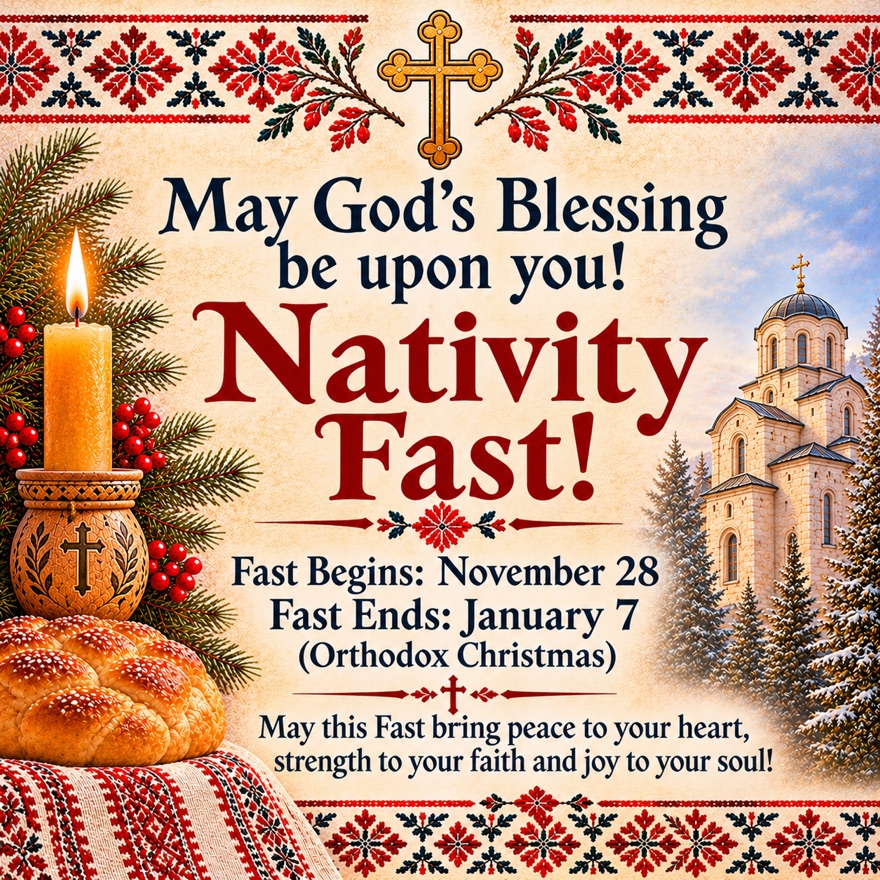 May God's Blessing
be upon you!
Nativity
Fast!
Fast Begins: November 28
Fast Ends: January 7
(Orthodox Christmas)
May this Fast bring peace to your heart,
strength to your faith and joy to your soul!